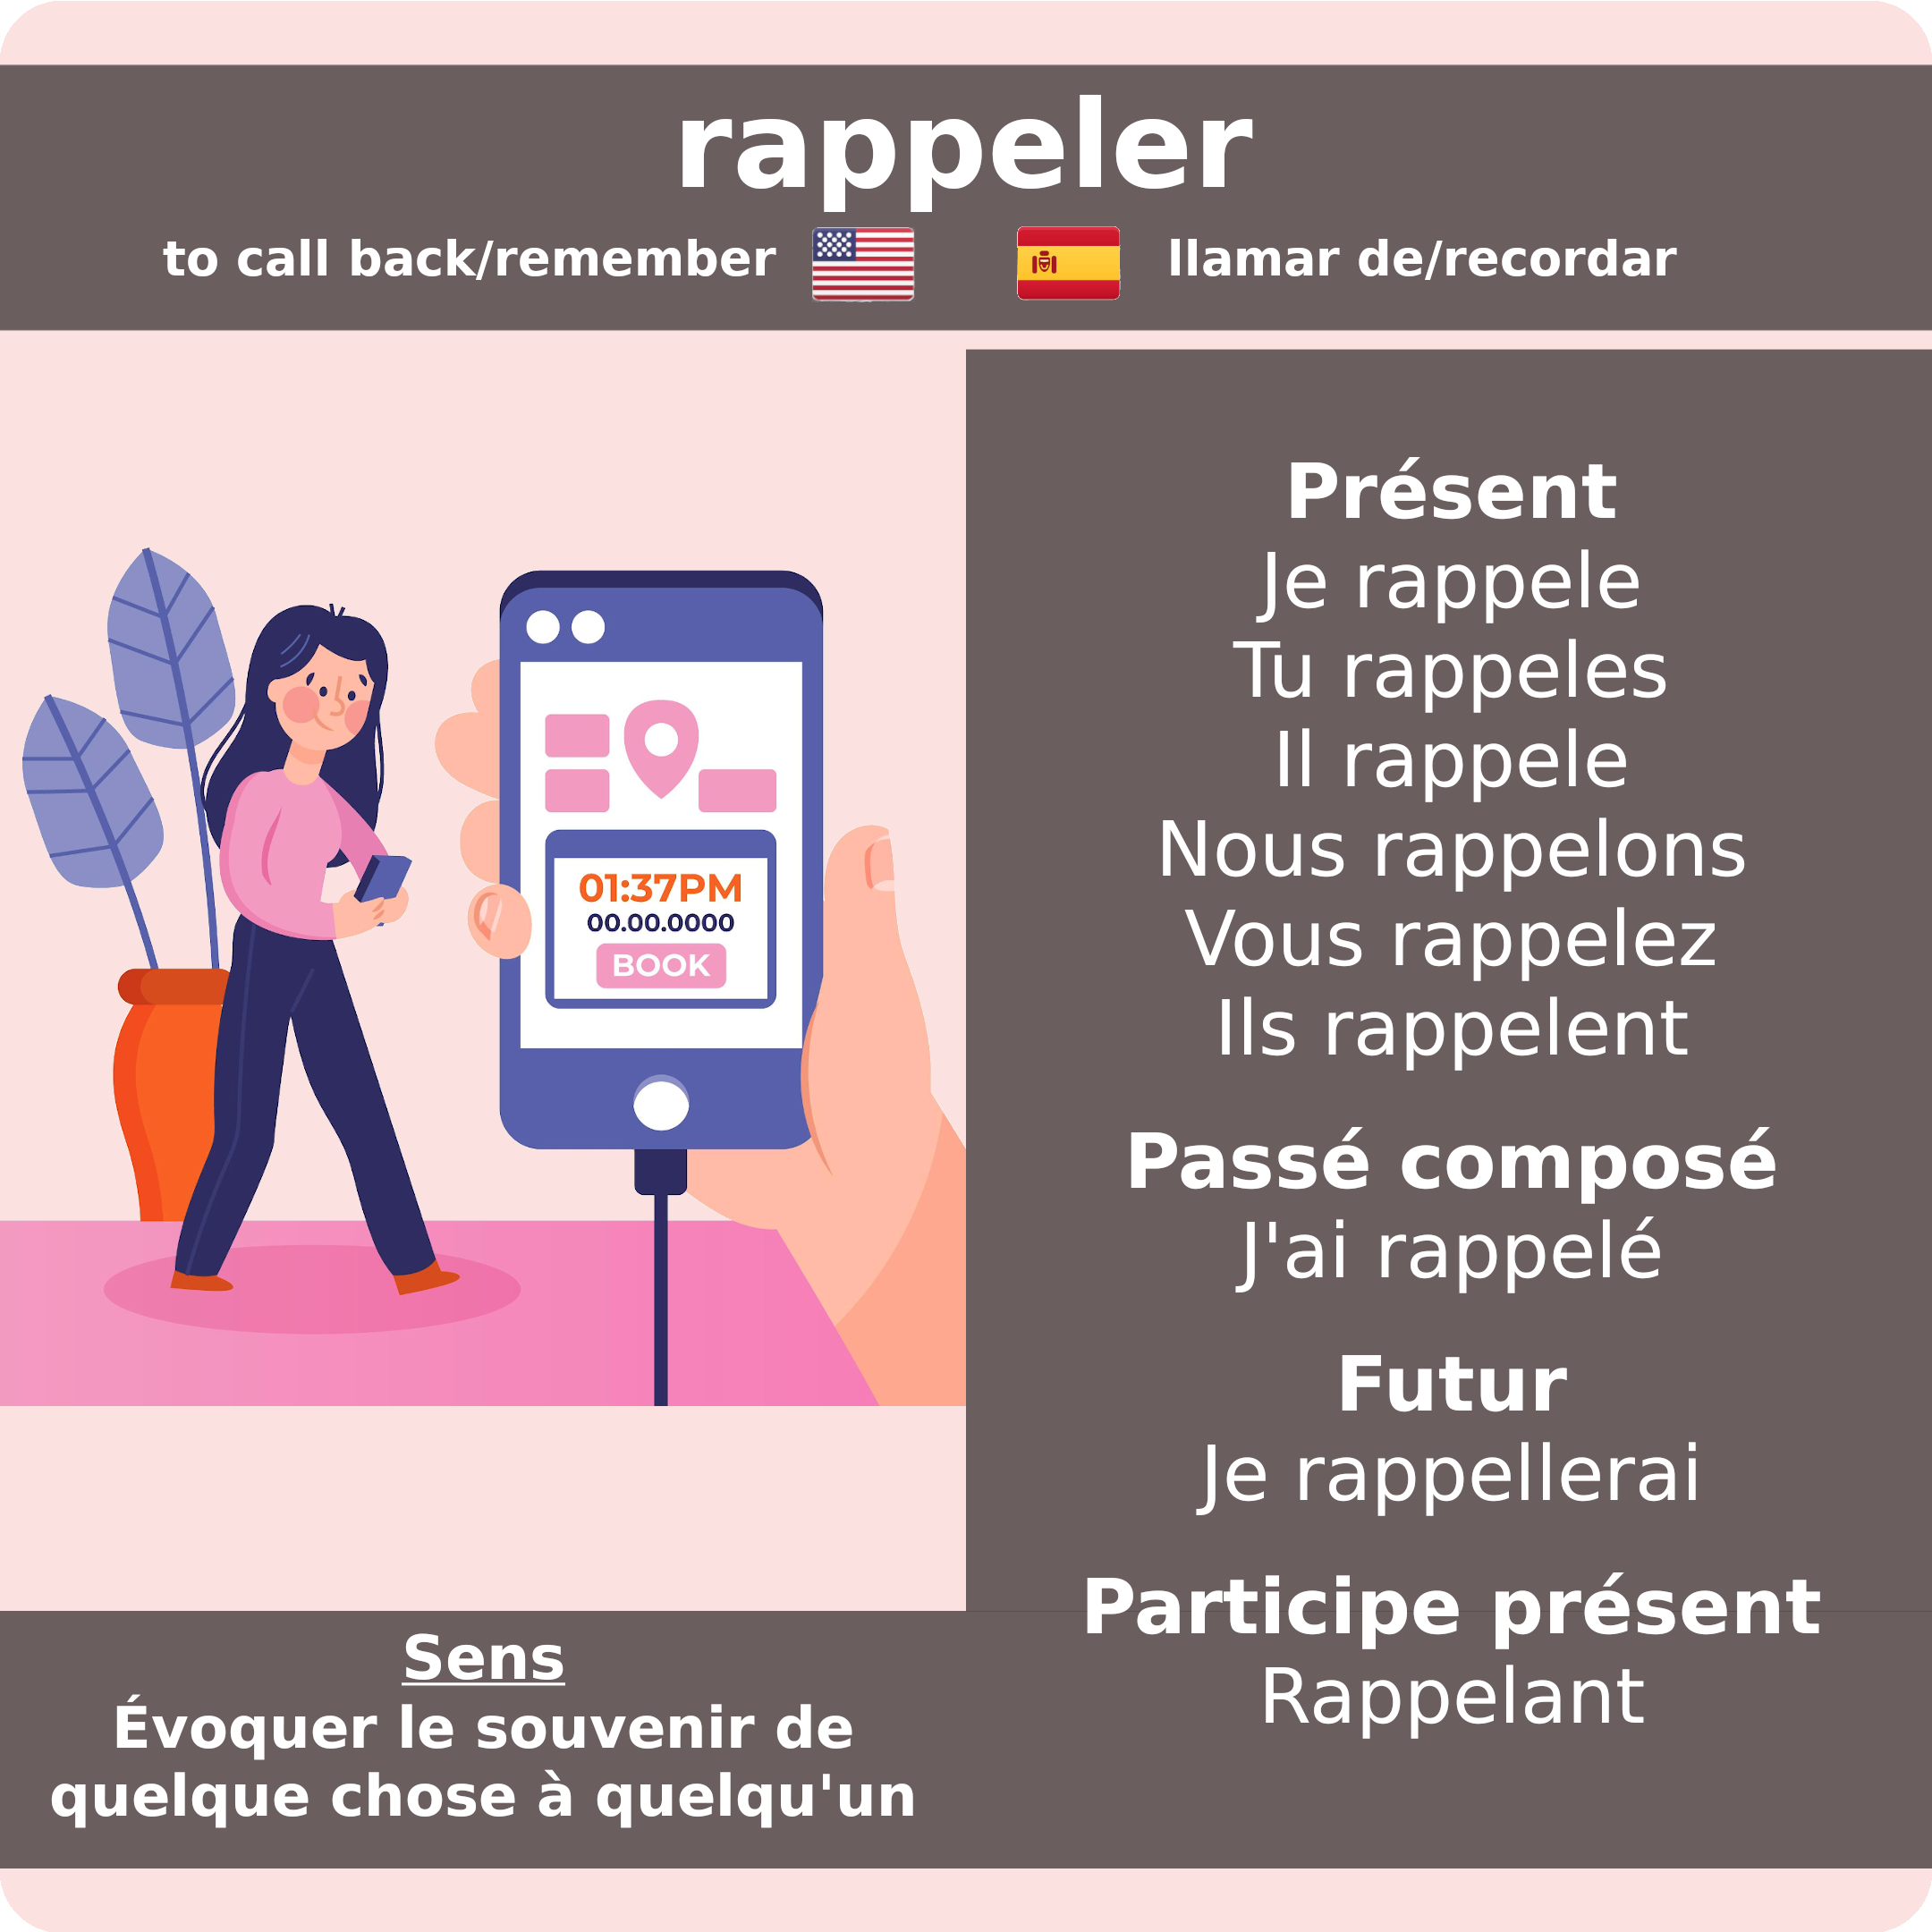 rappeler
to call back/remember
llamar de/recordar
01:37PM
00.00.0000
BOOK
Présent
Je rappele
Tu rappeles
Il rappele
Nous rappelons
Vous rappelez
Ils rappelent
Passé composé
J'ai rappelé
Futur
Je rappellerai
Participe présent
Rappelant
Sens
Évoquer le souvenir de
quelque chose à quelqu'un